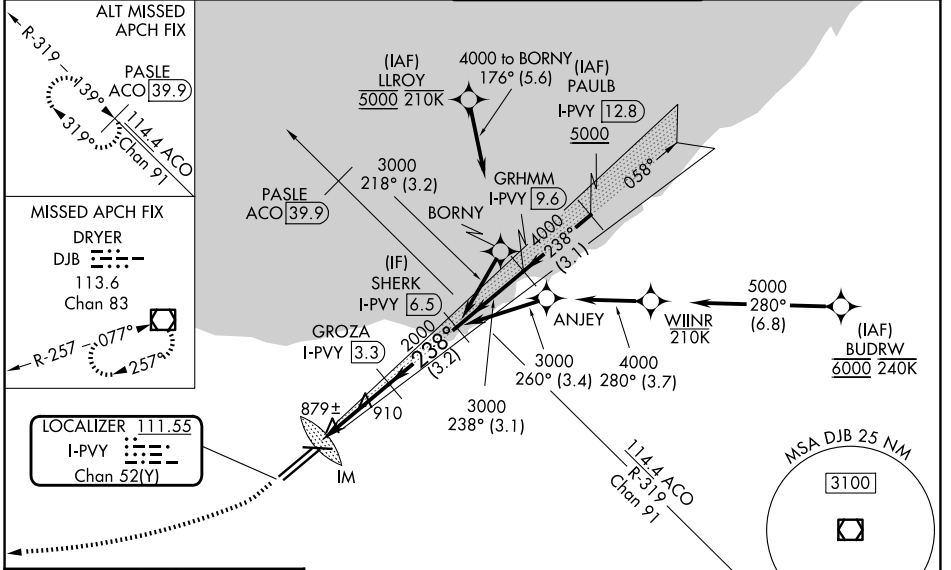 ALT MISSED
APCH FIX
R-319
139°
PASLE
ACO 39.9
319°
114.4 ACO
Chan 91
MISSED APCH FIX
DRYER
DJB
113.6
Chan 83
R-257
077°
257°
LOCALIZER 111.55
I-PVY
Chan 52(Y)
(IAF)
LLROY
5000 210K
4000 to BORNY
176° (5.6)
(IAF)
PAULB
I-PVY 12.8
5000
058°
3000
218° (3.2)
PASLE
ACO 39.9
GRHMM
I-PVY 9.6
BORNY
4000
238°
(3.1)
(IF)
SHERK
I-PVY 6.5
GROZA
I-PVY 3.3
2000
238°
(3.2)
ANJEY
WIINR
210K
5000
280°
(6.8)
(IAF)
BUDRW
6000 240K
3000
260° (3.4)
4000
280° (3.7)
3000
238° (3.1)
879±
910
IM
114.4 ACO
R-319
Chan 91
MSA DJB 25 NM
3100